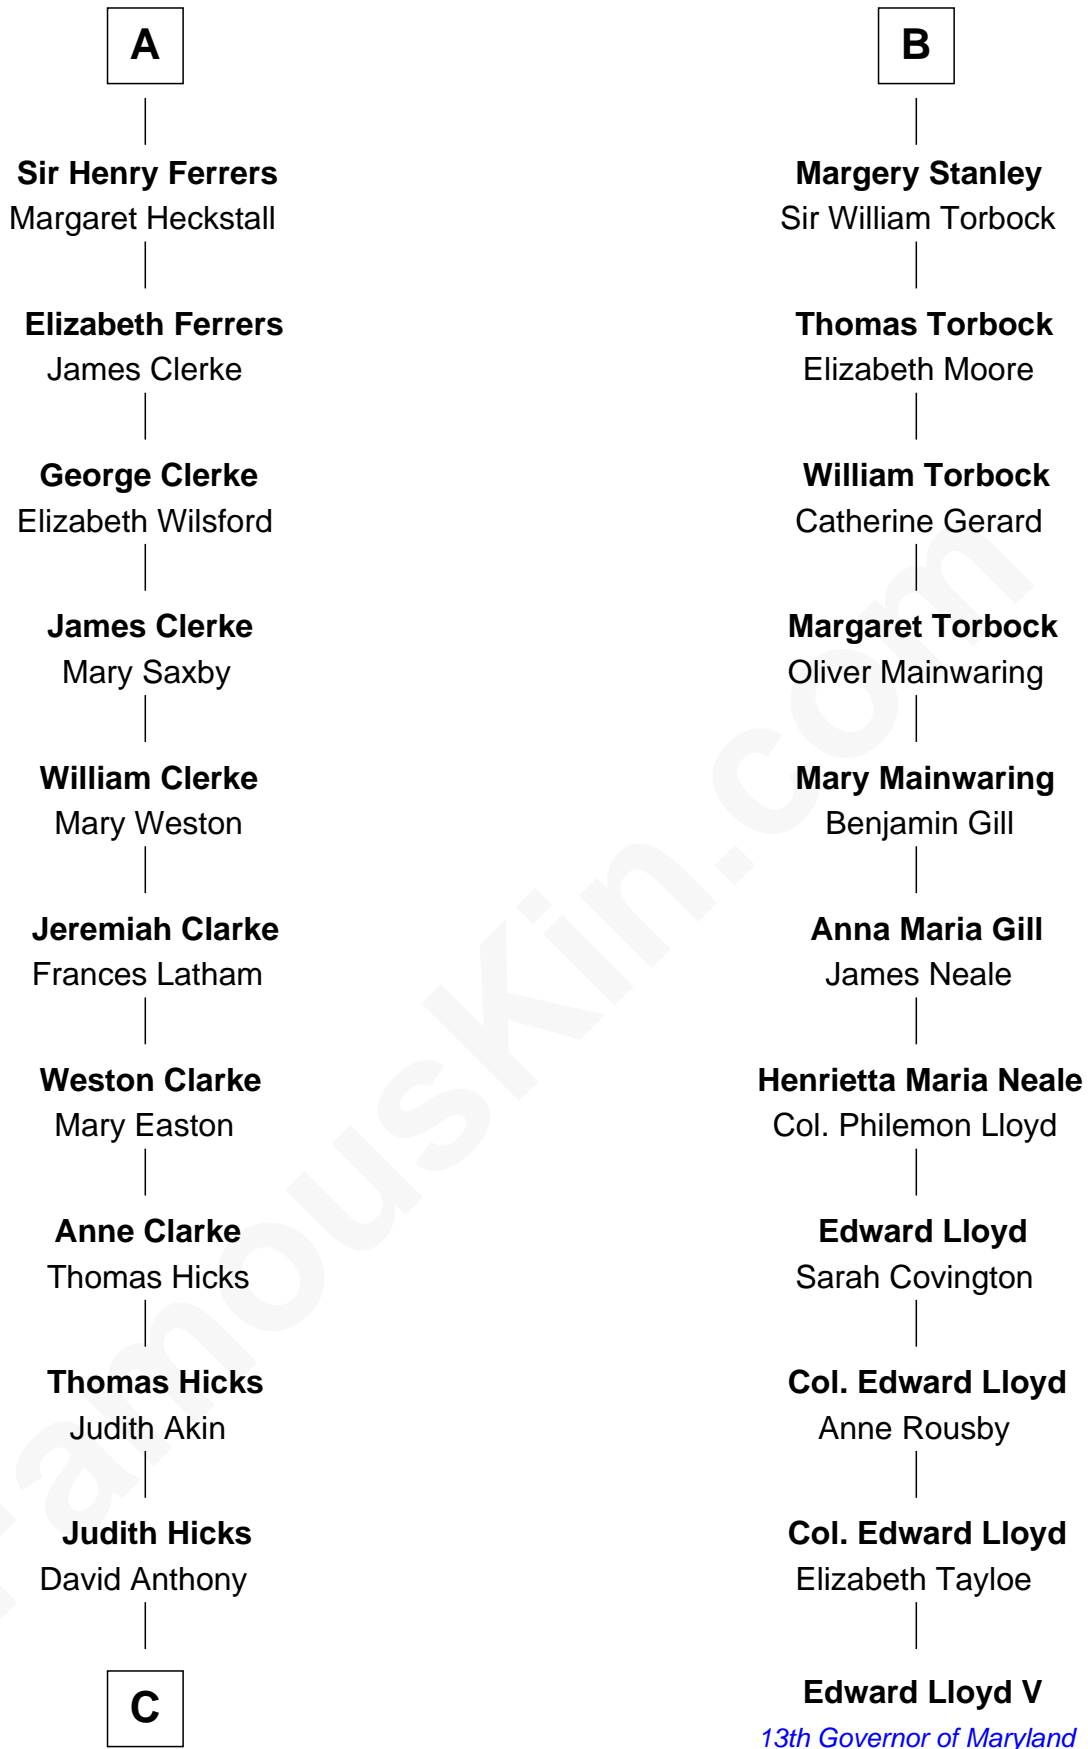 A
Sir Henry Ferrers
Margaret Heckstall
Elizabeth Ferrers
James Clerke
George Clerke
Elizabeth Wilsford
James Clerke
Mary Saxby
William Clerke
Mary Weston
Jeremiah Clarke
Frances Latham
Weston Clarke
Mary Easton
Anne Clarke
Thomas Hicks
Thomas Hicks
Judith Akin
Judith Hicks
David Anthony
C
B
Margery Stanley
Sir William Torbock
Thomas Torbock
Elizabeth Moore
William Torbock
Catherine Gerard
Margaret Torbock
Oliver Mainwaring
Mary Mainwaring
Benjamin Gill
Anna Maria Gill
James Neale
Henrietta Maria Neale
Col. Philemon Lloyd
Edward Lloyd
Sarah Covington
Col. Edward Lloyd
Anne Rousby
Col. Edward Lloyd
Elizabeth Tayloe
Edward Lloyd V
13th Governor of Maryland
FamousKin.com